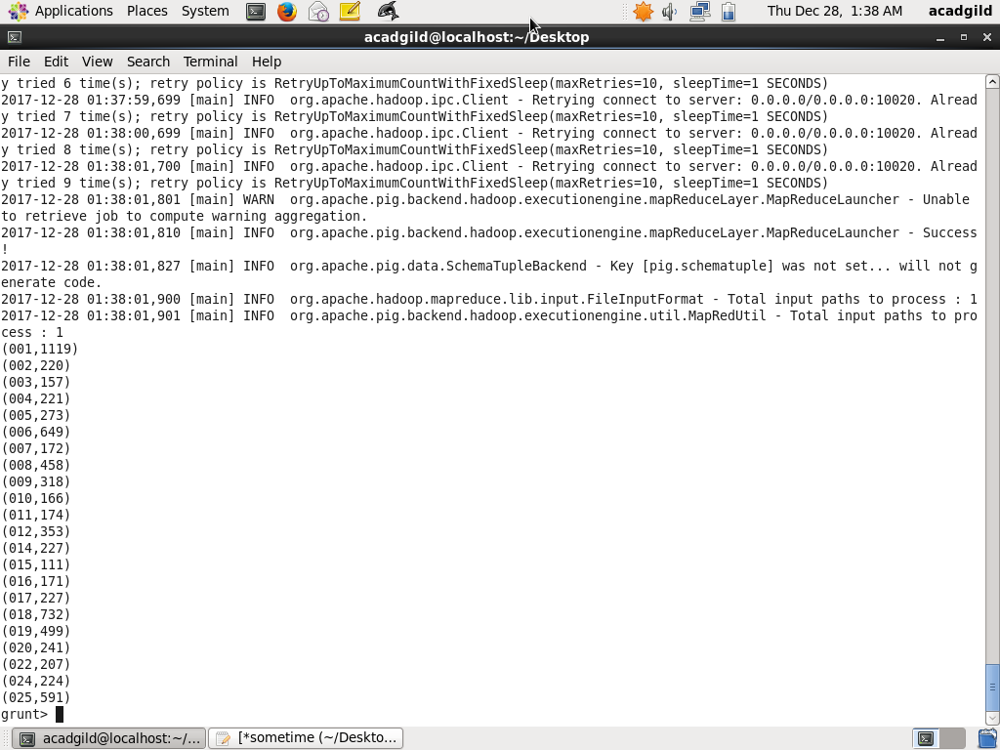 Applications Places System Thu Dec 28, 1:38 AM acadgild
acadgild@localhost:~/Desktop
File Edit View Search Terminal Help
y tried 6 time(s); retry policy is RetryUpToMaximumCountWithFixedSleep(maxRetries=10, sleepTime=1 SECONDS)
2017-12-28 01:37:59,699 [main] INFO  org.apache.hadoop.ipc.Client - Retrying connect to server: 0.0.0.0/0.0.0.0:10020. Alread
y tried 7 time(s); retry policy is RetryUpToMaximumCountWithFixedSleep(maxRetries=10, sleepTime=1 SECONDS)
2017-12-28 01:38:00,699 [main] INFO  org.apache.hadoop.ipc.Client - Retrying connect to server: 0.0.0.0/0.0.0.0:10020. Alread
y tried 8 time(s); retry policy is RetryUpToMaximumCountWithFixedSleep(maxRetries=10, sleepTime=1 SECONDS)
2017-12-28 01:38:01,700 [main] INFO  org.apache.hadoop.ipc.Client - Retrying connect to server: 0.0.0.0/0.0.0.0:10020. Alread
y tried 9 time(s); retry policy is RetryUpToMaximumCountWithFixedSleep(maxRetries=10, sleepTime=1 SECONDS)
2017-12-28 01:38:01,801 [main] WARN  org.apache.pig.backend.hadoop.executionengine.mapReduceLayer.MapReduceLauncher - Unable
to retrieve job to compute warning aggregation.
2017-12-28 01:38:01,810 [main] INFO  org.apache.pig.backend.hadoop.executionengine.mapReduceLayer.MapReduceLauncher - Success
!
2017-12-28 01:38:01,827 [main] INFO  org.apache.pig.data.SchemaTupleBackend - Key [pig.schematuple] was not set... will not g
enerate code.
2017-12-28 01:38:01,900 [main] INFO  org.apache.hadoop.mapreduce.lib.input.FileInputFormat - Total input paths to process : 1
2017-12-28 01:38:01,901 [main] INFO  org.apache.pig.backend.hadoop.executionengine.util.MapRedUtil - Total input paths to pro
cess : 1
(001,1119)
(002,220)
(003,157)
(004,221)
(005,273)
(006,649)
(007,172)
(008,458)
(009,318)
(010,166)
(011,174)
(012,353)
(014,227)
(015,111)
(016,171)
(017,227)
(018,732)
(019,499)
(020,241)
(022,207)
(024,224)
(025,591)
grunt>
acadgild@localhost:~/... [*sometime (~/Deskto...